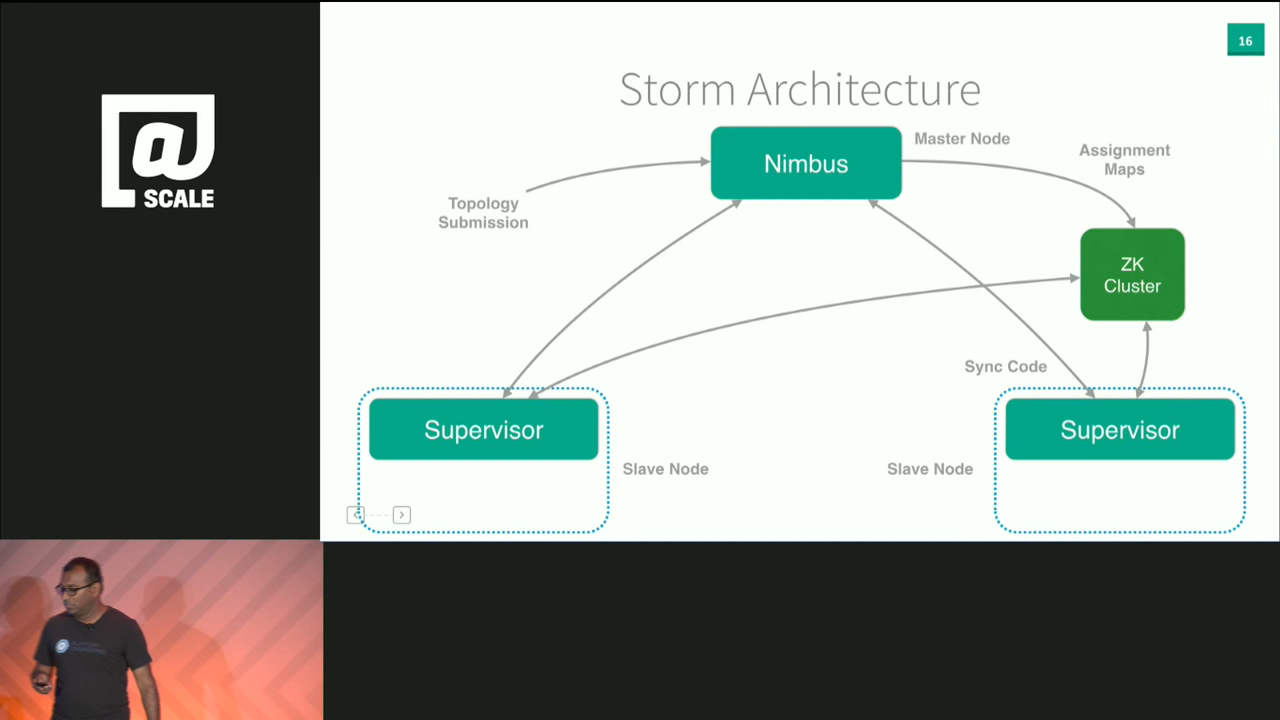 @
SCALE
16
Storm Architecture
Nimbus
Master Node
Assignment
Maps
Topology
Submission
ZK
Cluster
Sync Code
Supervisor
Slave Node
Slave Node
Supervisor